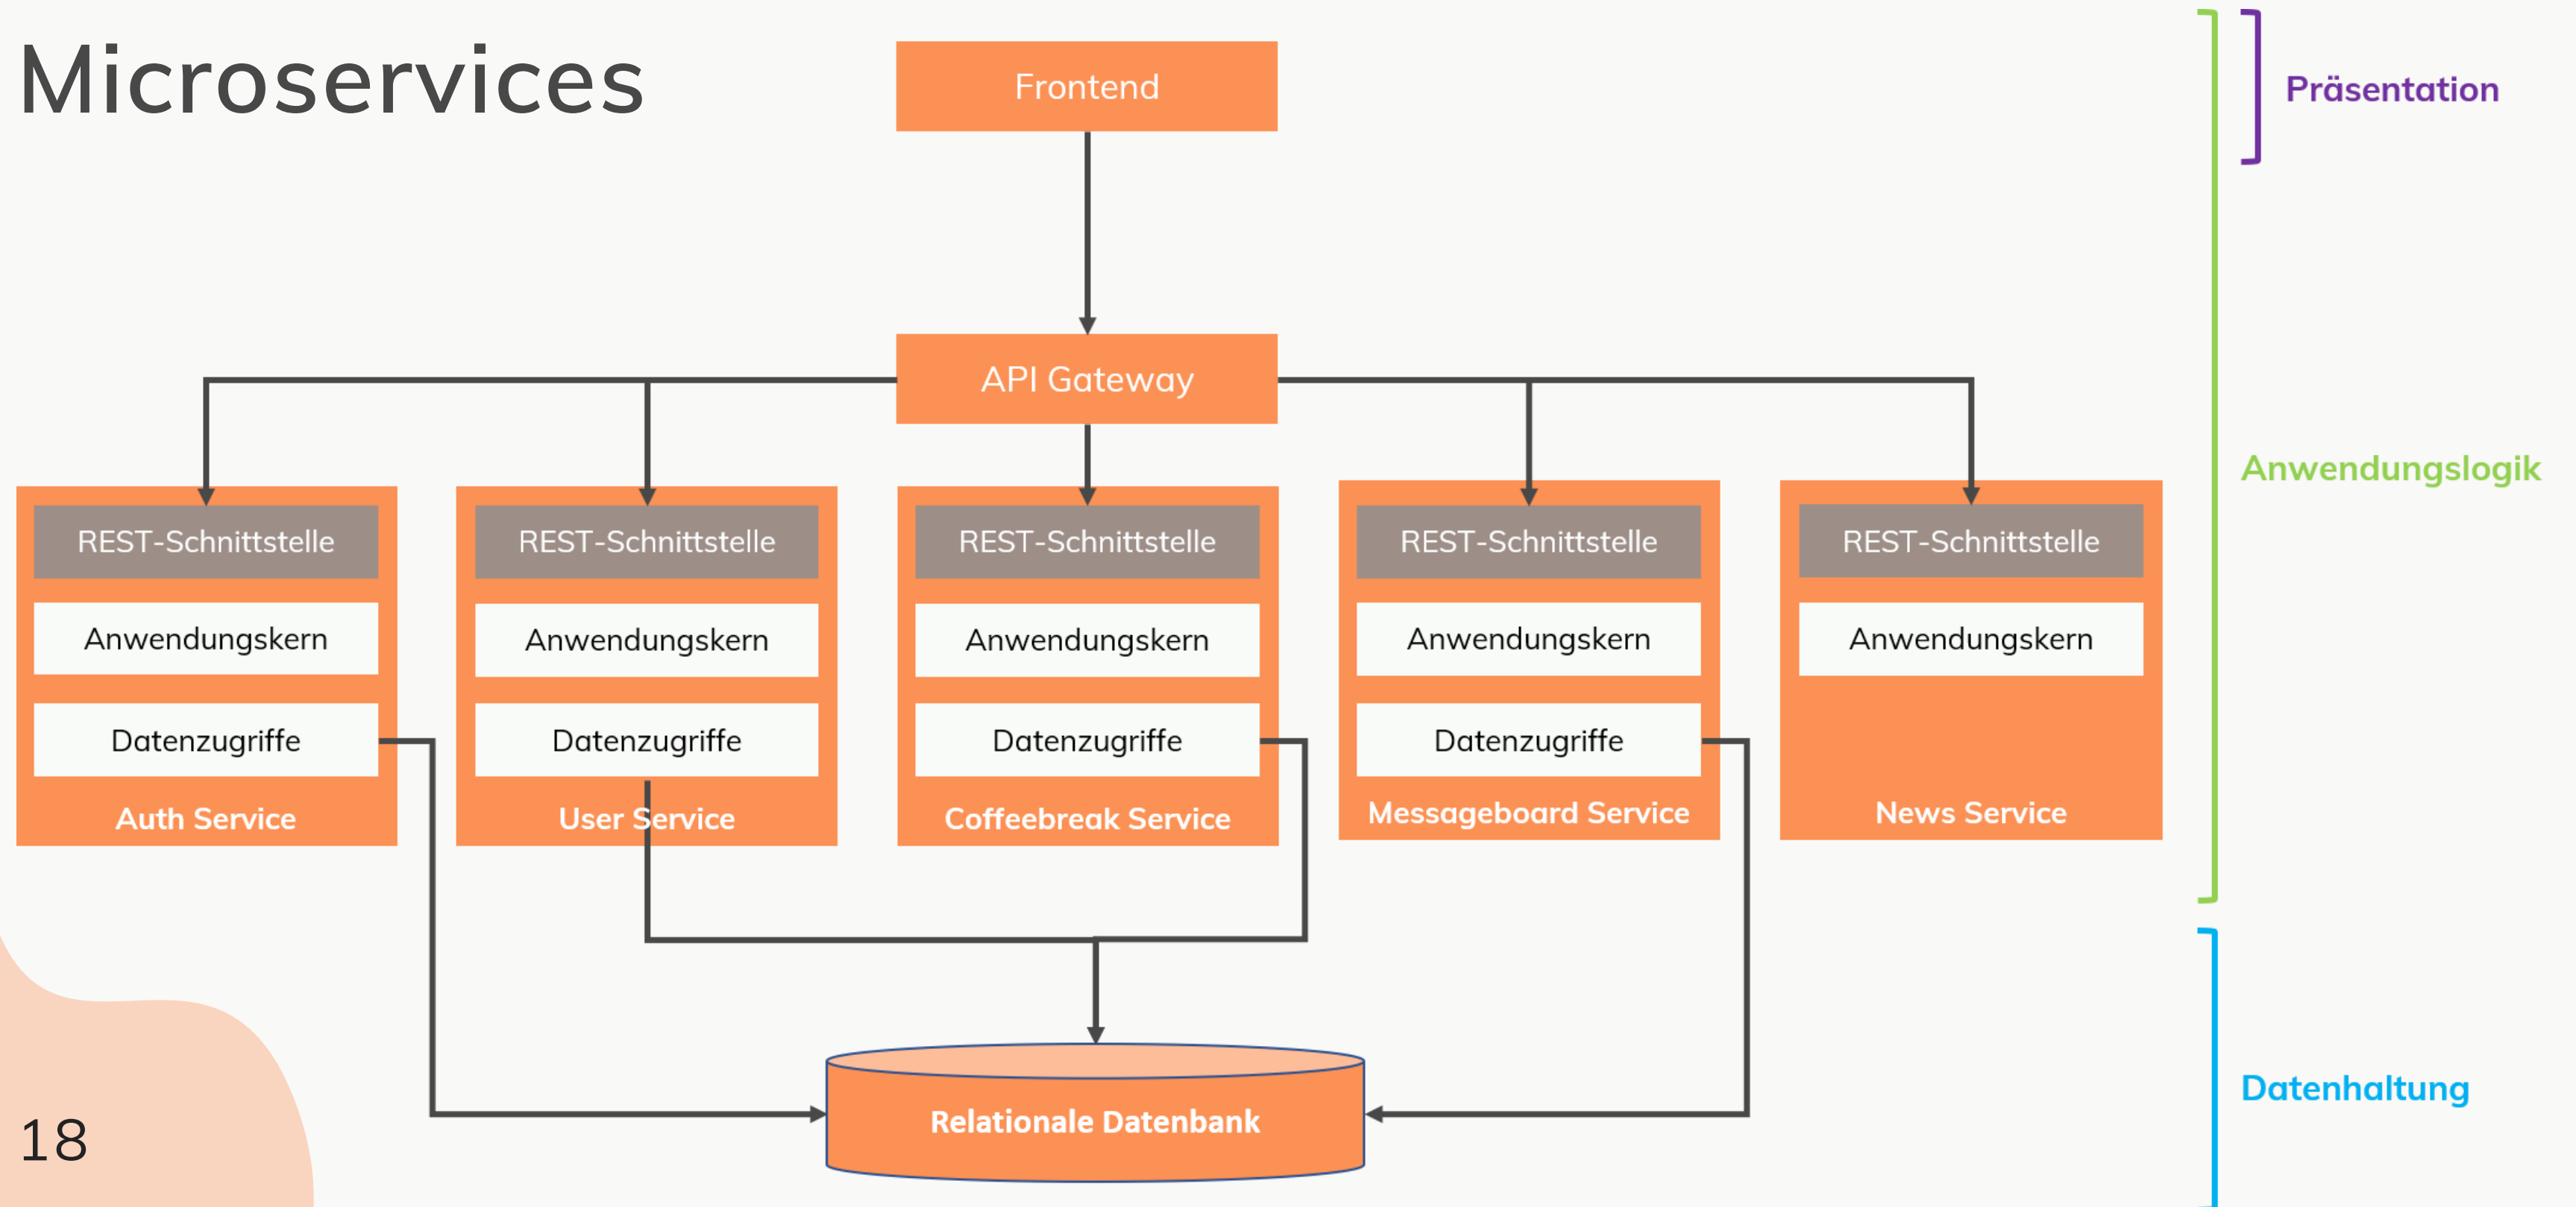 Microservices
Frontend
Präsentation
API Gateway
Anwendungslogik
REST-Schnittstelle
Anwendungskern
Datenzugriffe
Auth Service
REST-Schnittstelle
Anwendungskern
Datenzugriffe
User Service
REST-Schnittstelle
Anwendungskern
Datenzugriffe
Coffeebreak Service
REST-Schnittstelle
Anwendungskern
Datenzugriffe
Messageboard Service
REST-Schnittstelle
Anwendungskern
News Service
Relationale Datenbank
Datenhaltung
18